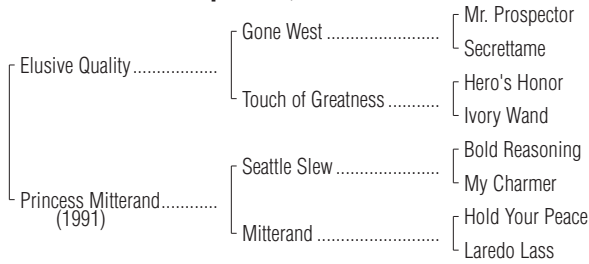 Mr. Prospector
Gone West ......................
Secrettame
Elusive Quality.................
Hero's Honor
Touch of Greatness ..........
Ivory Wand
Bold Reasoning
Seattle Slew ....................
My Charmer
Princess Mitterand...........
(1991)
Hold Your Peace
Mitterand ........................
Laredo Lass